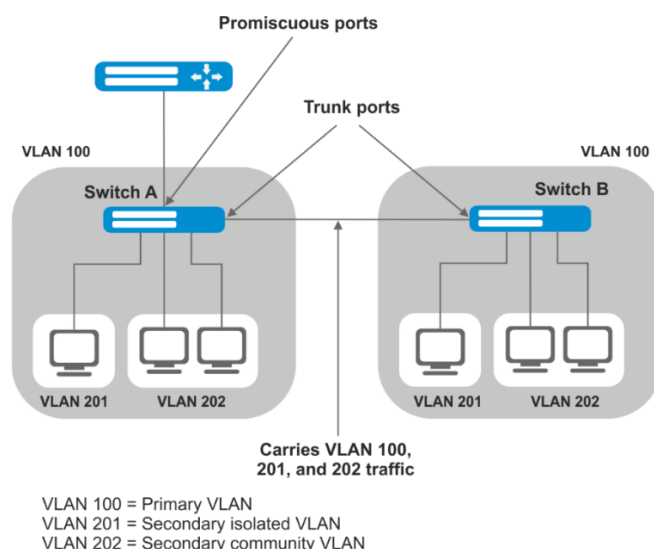 Promiscuous ports
Trunk ports
VLAN 100
VLAN 100
Switch A
Switch B
VLAN 201
VLAN 202
VLAN 201
VLAN 202
Carries VLAN 100,
201, and 202 traffic
VLAN 100 = Primary VLAN
VLAN 201 = Secondary isolated VLAN
VLAN 202 = Secondary community VLAN